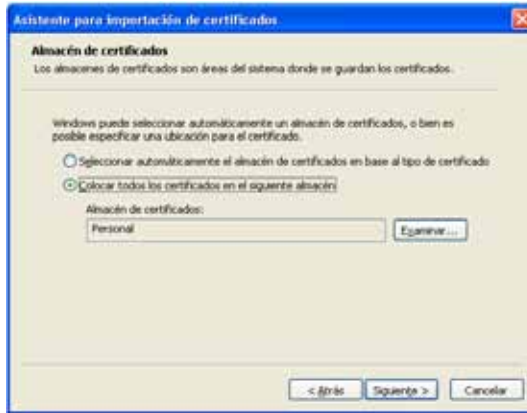 Asistente para importación de certificados
Almacén de certificados
Los almacenes de certificados son áreas del sistema donde se guardan los certificados.
Windows puede seleccionar automáticamente un almacén de certificados, o bien es
posible especificar una ubicación para el certificado.
Seleccionar automáticamente el almacén de certificados en base al tipo de certificado
Colocar todos los certificados en el siguiente almacén
Almacén de certificados:
Personal
Examinar...
< Atrás
Siguiente >
Cancelar